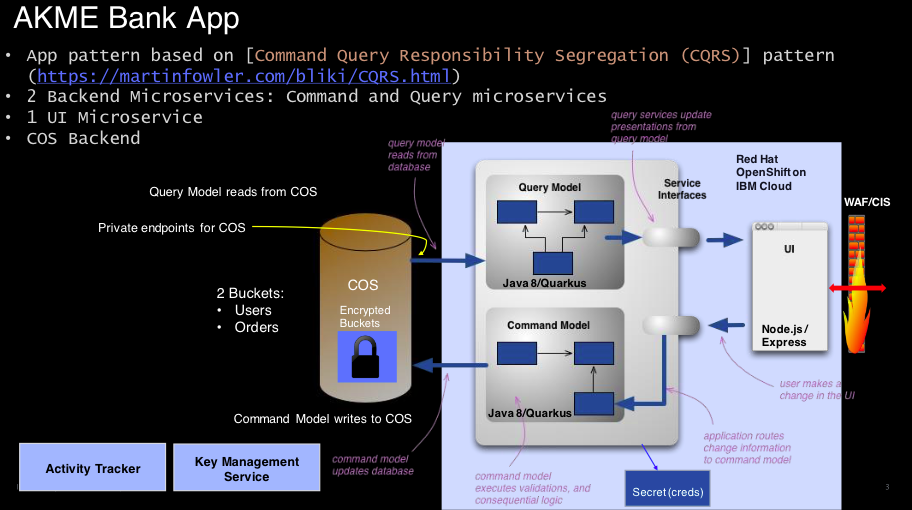 AKME Bank App
• App pattern based on [Command Query Responsibility Segregation (CQRS)] pattern
(https://martinfowler.com/bliki/CQRS.html)
• 2 Backend Microservices: Command and Query microservices
• 1 UI Microservice
• COS Backend
query services update
presentations from
query model
query model
reads from
database
Red Hat
OpenShift on
IBM Cloud
Query Model reads from COS
Query Model
Service
Interfaces
WAF/CIS
Private endpoints for COS
UI
Java 8/Quarkus
COS
2 Buckets:
• Users
• Orders
Encrypted
Buckets
Command Model
Node.js/
Express
user makes a
change in the UI
Java 8/Quarkus
Command Model writes to COS
application routes
change information
to command model
command model
updates database
Activity Tracker
Key Management
Service
command model
executes validations, and
consequential logic
Secret(creds)
3